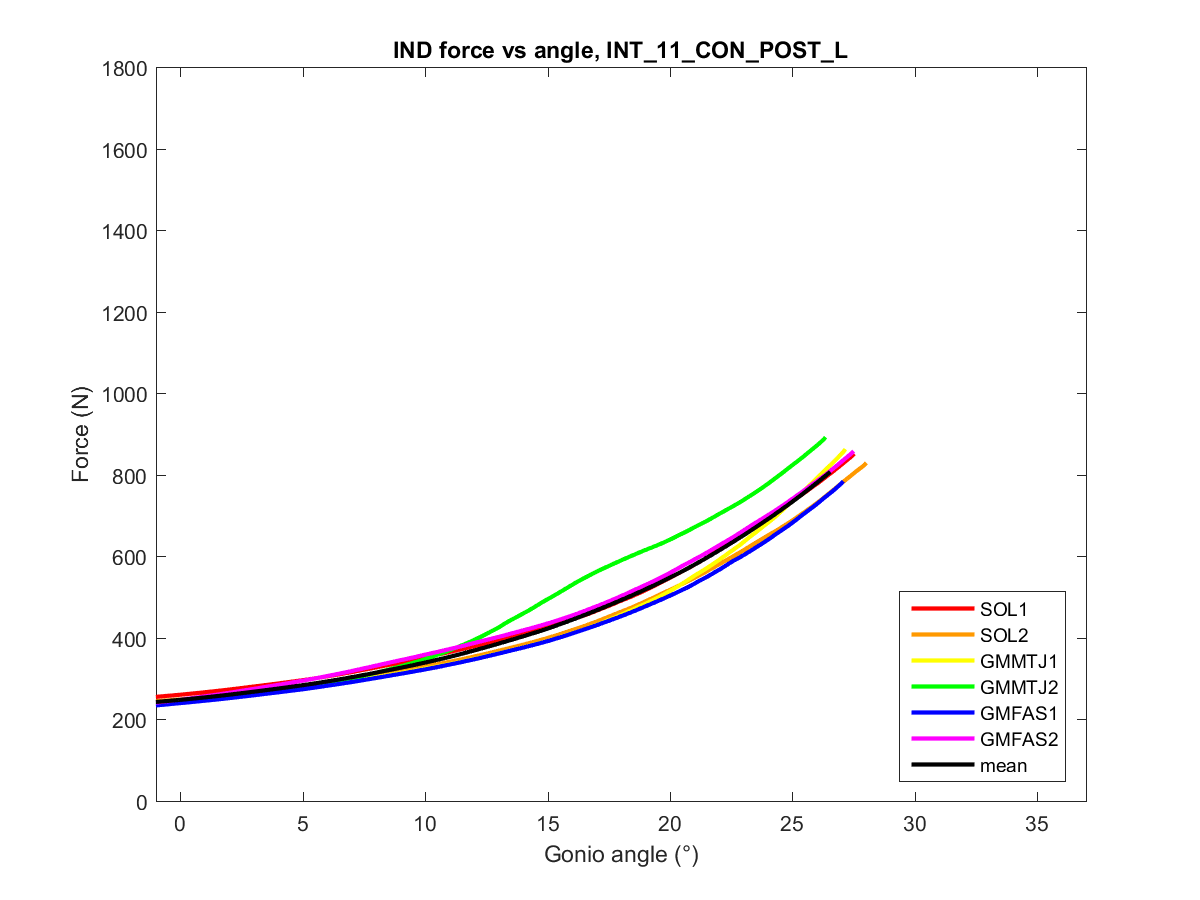 IND force vs angle, INT_11_CON_POST_L
1800
1600
1400
1200
1000
800
600
400
200
0
Force (N)
0 5 10 15 20 25 30 35
Gonio angle (°)
SOL1
SOL2
GMMTJ1
GMMTJ2
GMFAS1
GMFAS2
mean